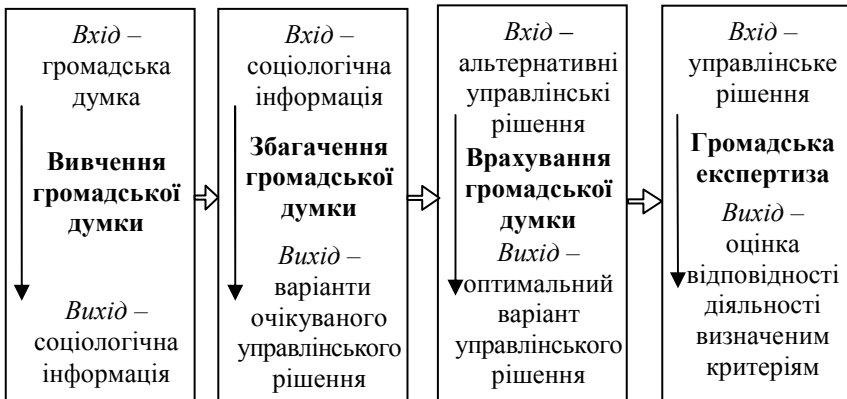 Вхід –
громадська
думка
Вивчення
громадської
думки
Вихід –
соціологічна
інформація
Вхід –
соціологічна
інформація
Збагачення
громадської
думки
Вихід –
варіанти
очікуваного
управлінського
рішення
Вхід –
альтернативні
управлінські
рішення
Врахування
громадської
думки
Вихід –
оптимальний
варіант
управлінського
рішення
Вхід –
управлінське
рішення
Громадська
експертиза
Вихід –
оцінка
відповідності
діяльності
визначеним
критеріям